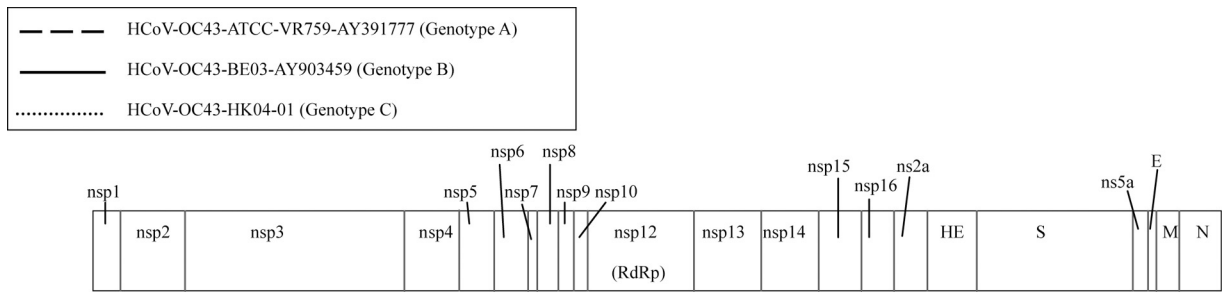 HCoV-OC43-ATCC-VR759-AY391777 (Genotype A)
HCoV-OC43-BE03-AY903459 (Genotype B)
HCoV-OC43-HK04-01 (Genotype C)
nsp1
nsp2
nsp3
nsp4
nsp5
nsp6
nsp7
nsp8
nsp9
nsp10
nsp12
(RdRp)
nsp13
nsp14
nsp15
nsp16
ns2a
HE
S
ns5a
E
M
N